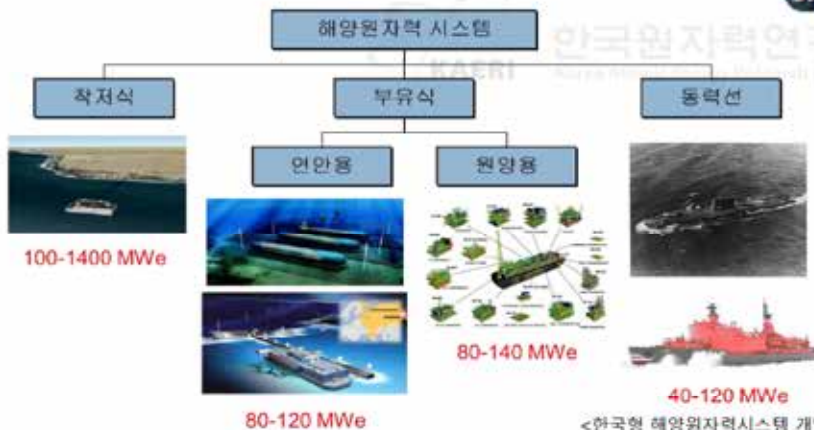 해양원자력 시스템
한국원자력연
KAERI
착저식
부유식
동력선
연안용
원양용
100-1400 MWe
80-140 MWe
80-120 MWe
40-120 MWe
<한국형 해양원자력시스템 개발